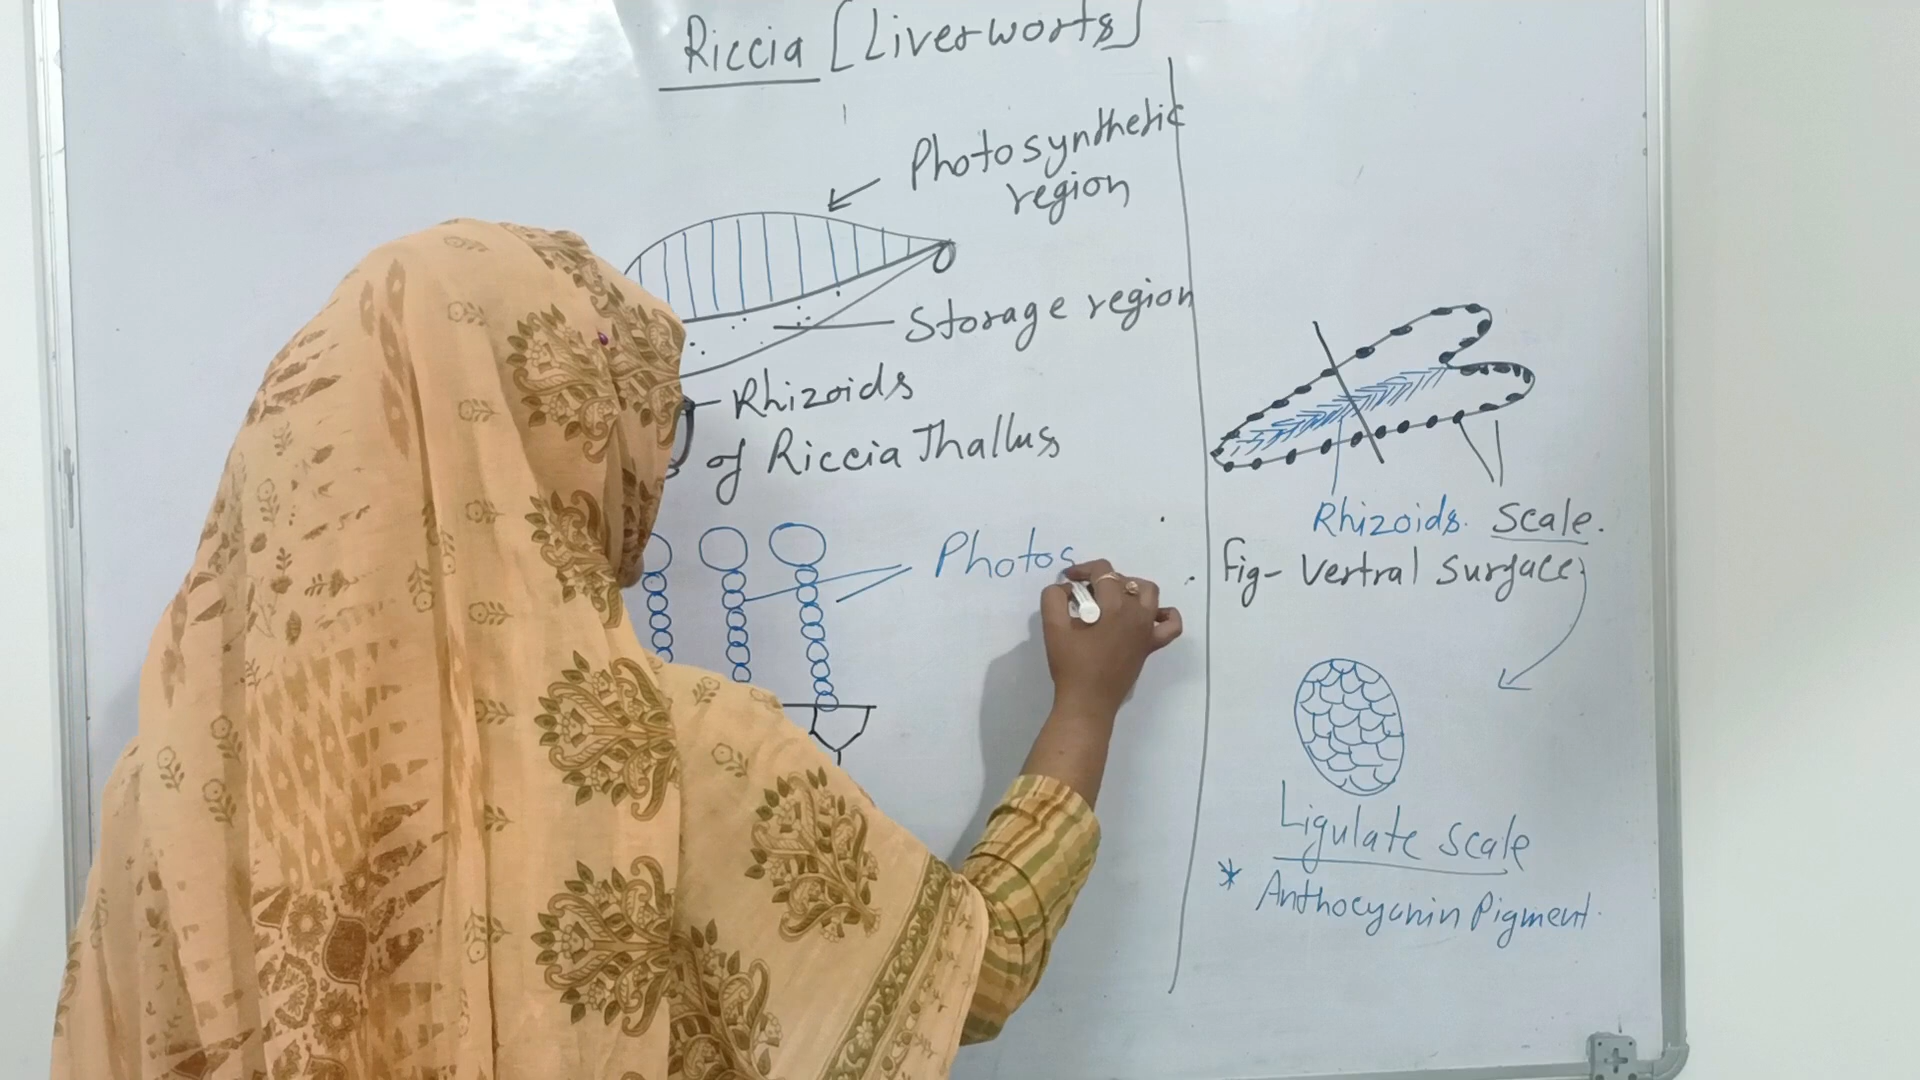 Riccia [Liverworts]
Photosynthetic
region
Storage region
Rhizoids
of Riccia Thallus
Photos
Rhizoids. Scale.
fig- Vertral surface
Ligulate scale
* Anthocyanin Pigment.